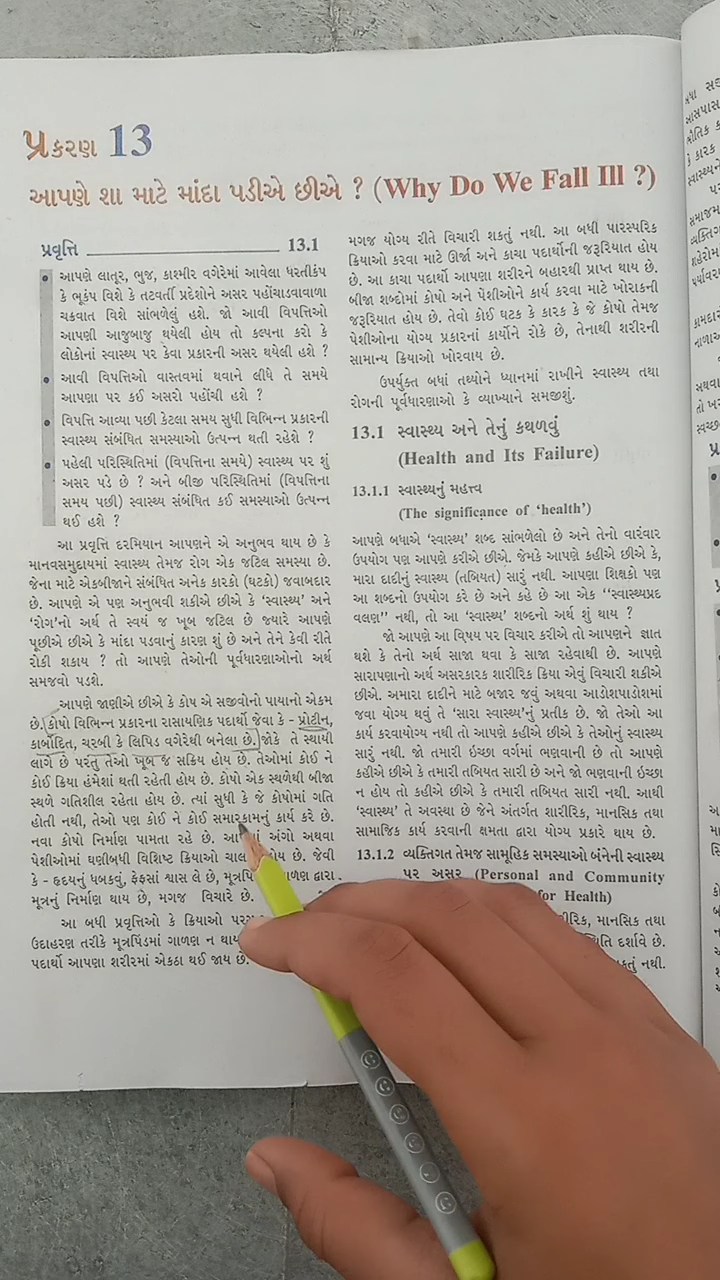 પ્રકરણ 13
આપણે શા માટે માંદા પડીએ છીએ ? (Why Do We Fall Ill ?)
પ્રવૃત્તિ 13.1
• આપણે લાતૂર, ભુજ, કાશ્મીર વગેરેમાં આવેલા ધરતીકંપ
કે ભૂકંપ વિશે કે તટવર્તી પ્રદેશોને અસર પહોંચાડવાવાળા
ચક્રવાત વિશે સાંભળેલું હશે. જો આવી વિપત્તિઓ
આપણી આજુબાજુ થયેલી હોય તો કલ્પના કરો કે
લોકોનાં સ્વાસ્થ્ય પર કેવા પ્રકારની અસર થયેલી હશે ?
• આવી વિપત્તિઓ વાસ્તવમાં થવાને લીધે તે સમયે
આપણા પર કઈ અસરો પહોંચી હશે ?
• વિપત્તિ આવ્યા પછી કેટલા સમય સુધી વિભિન્ન પ્રકારની
સ્વાસ્થ્ય સંબંધિત સમસ્યાઓ ઉત્પન્ન થતી રહેશે ?
• પહેલી પરિસ્થિતિમાં (વિપત્તિના સમયે) સ્વાસ્થ્ય પર શું
અસર પડે છે ? અને બીજી પરિસ્થિતિમાં (વિપત્તિના
સમય પછી) સ્વાસ્થ્ય સંબંધિત કઈ સમસ્યાઓ ઉત્પન્ન
થઈ હશે ?
આ પ્રવૃત્તિ દરમિયાન આપણને એ અનુભવ થાય છે કે
માનવસમુદાયમાં સ્વાસ્થ્ય તેમજ રોગ એક જટિલ સમસ્યા છે.
જેના માટે એકબીજાને સંબંધિત અનેક કારકો (ઘટકો) જવાબદાર
છે. આપણે એ પણ અનુભવી શકીએ છીએ કે ‘સ્વાસ્થ્ય’ અને
‘રોગ’નો અર્થ તે સ્વયં જ ખૂબ જટિલ છે જ્યારે આપણે
પૂછીએ છીએ કે માંદા પડવાનું કારણ શું છે અને તેને કેવી રીતે
રોકી શકાય ? તો આપણે તેઓની પૂર્વધારણાઓનો અર્થ
સમજવો પડશે.
આપણે જાણીએ છીએ કે કોષ એ સજીવોનો પાયાનો એકમ
છે. કોષો વિભિન્ન પ્રકારના રાસાયણિક પદાર્થો જેવા કે - પ્રોટીન,
કાર્બોદિત, ચરબી કે લિપિડ વગેરેથી બનેલા છે. જોકે તે સ્થાયી
લાગે છે પરંતુ તેઓ ખૂબ જ સક્રિય હોય છે. તેઓમાં કોઈ ને
કોઈ ક્રિયા હંમેશાં થતી રહેતી હોય છે. કોષો એક સ્થળેથી બીજા
સ્થળે ગતિશીલ રહેતા હોય છે. ત્યાં સુધી કે જે કોષોમાં ગતિ
હોતી નથી, તેઓ પણ કોઈ ને કોઈ સમારકામનું કાર્ય કરે છે.
નવા કોષો નિર્માણ પામતા રહે છે. અંગો અથવા
પેશીઓમાં ઘણીબધી વિશિષ્ટ ક્રિયાઓ હોય છે. જેવી
કે - હૃદયનું ધબકવું, ફેફસાં શ્વાસ લે છે, ગાળણ દ્વારા
મૂત્રનું નિર્માણ થાય છે, મગજ વિચારે છે.
આ બધી પ્રવૃત્તિઓ કે ક્રિયાઓ
ઉદાહરણ તરીકે મૂત્રપિંડમાં ગાળણ ન થાય
પદાર્થો આપણા શરીરમાં એકઠા થઈ જાય છે.
મગજ યોગ્ય રીતે વિચારી શકતું નથી. આ બધી પારસ્પરિક
ક્રિયાઓ કરવા માટે ઊર્જા અને કાચા પદાર્થોની જરૂરિયાત હોય
છે. આ કાચા પદાર્થો આપણા શરીરને બહારથી પ્રાપ્ત થાય છે.
બીજા શબ્દોમાં કોષો અને પેશીઓને કાર્ય કરવા માટે ખોરાકની
જરૂરિયાત હોય છે. તેવો કોઈ ઘટક કે કારક કે જે કોષો તેમજ
પેશીઓના યોગ્ય પ્રકારનાં કાર્યોને રોકે છે, તેનાથી શરીરની
સામાન્ય ક્રિયાઓ ખોરવાય છે.
ઉપર્યુક્ત બધાં તથ્યોને ધ્યાનમાં રાખીને સ્વાસ્થ્ય તથા
રોગની પૂર્વધારણાઓ કે વ્યાખ્યાને સમજીશું.
13.1 સ્વાસ્થ્ય અને તેનું કથળવું
(Health and Its Failure)
13.1.1 સ્વાસ્થ્યનું મહત્ત્વ
(The significance of ‘health’)
આપણે બધાએ ‘સ્વાસ્થ્ય’ શબ્દ સાંભળેલો છે અને તેનો વારંવાર
ઉપયોગ પણ આપણે કરીએ છીએ. જેમકે આપણે કહીએ છીએ કે,
મારા દાદીનું સ્વાસ્થ્ય (તબિયત) સારું નથી. આપણા શિક્ષકો પણ
આ શબ્દનો ઉપયોગ કરે છે અને કહે છે આ એક “સ્વાસ્થ્યપ્રદ
વલણ” નથી, તો આ ‘સ્વાસ્થ્ય’ શબ્દનો અર્થ શું થાય ?
જો આપણે આ વિષય પર વિચાર કરીએ તો આપણને જ્ઞાત
થશે કે તેનો અર્થ સાજા થવા કે સાજા રહેવાથી છે. આપણે
સારાપણાનો અર્થ અસરકારક શારીરિક ક્રિયા એવું વિચારી શકીએ
છીએ. અમારા દાદીને માટે બજાર જવું અથવા આડોશપાડોશમાં
જવા યોગ્ય થવું તે ‘સારા સ્વાસ્થ્ય’નું પ્રતીક છે. જો તેઓ આ
કાર્ય કરવાયોગ્ય નથી તો આપણે કહીએ છીએ કે તેઓનું સ્વાસ્થ્ય
સારું નથી. જો તમારી ઇચ્છા વર્ગમાં ભણવાની છે તો આપણે
કહીએ છીએ કે તમારી તબિયત સારી છે અને જો ભણવાની ઇચ્છા
ન હોય તો કહીએ છીએ કે તમારી તબિયત સારી નથી. આથી
‘સ્વાસ્થ્ય’ તે અવસ્થા છે જેને અંતર્ગત શારીરિક, માનસિક તથા
સામાજિક કાર્ય કરવાની ક્ષમતા દ્વારા યોગ્ય પ્રકારે થાય છે.
13.1.2 વ્યક્તિગત તેમજ સામૂહિક સમસ્યાઓ બંનેની સ્વાસ્થ્ય
પર અસર (Personal and Community
for Health)
માનસિક તથા
દર્શાવે છે.
નથી.